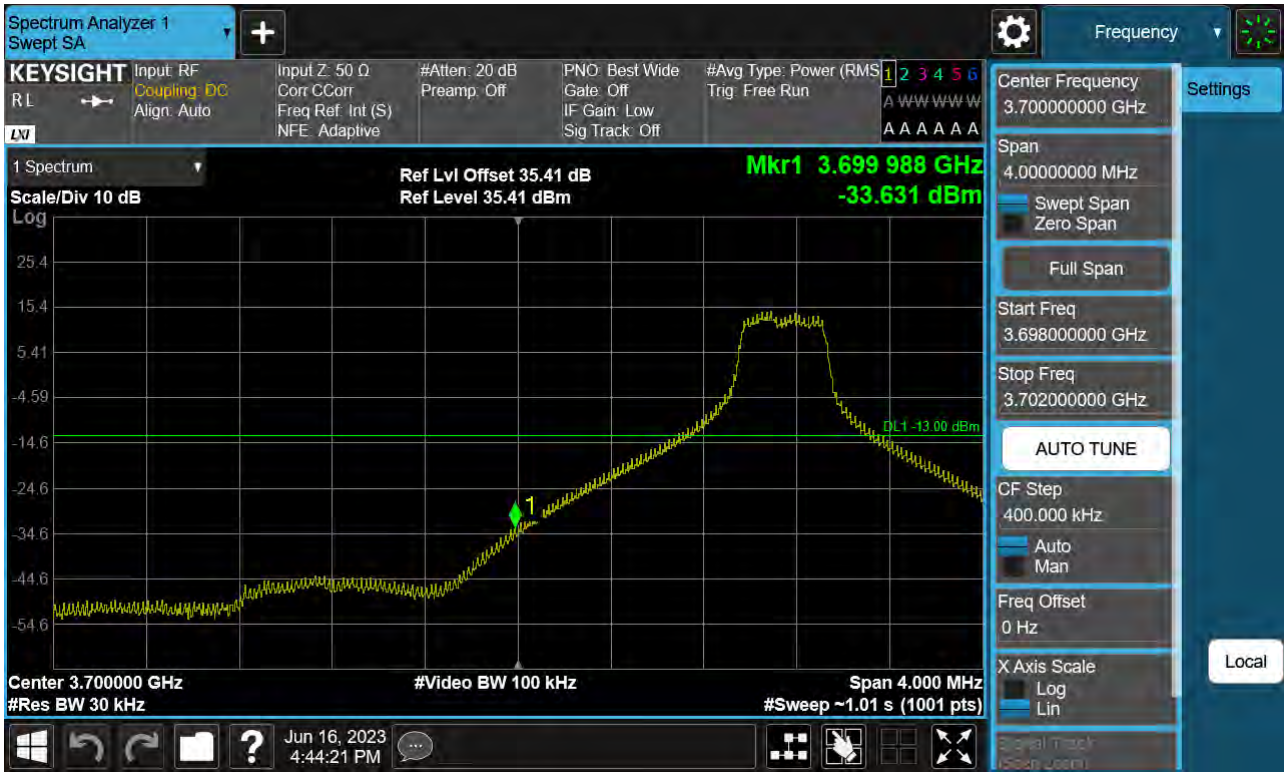 Spectrum Analyzer 1
Swept SA
Frequency
KEYSIGHT
RL
LXI
Input: RF
Coupling: DC
Align: Auto
Input Z: 50 Ω
Corr CCorr
Freq Ref: Int (S)
NFE: Adaptive
#Atten: 20 dB
Preamp: Off
PNO: Best Wide
Gate: Off
IF Gain: Low
Sig Track: Off
#Avg Type: Power (RMS
Trig: Free Run
1 2 3 4 5 6
A W W W W W
A A A A A A
Center Frequency
3.700000000 GHz
Settings
Span
4.00000000 MHz
Swept Span
Zero Span
Full Span
Start Freq
3.698000000 GHz
Stop Freq
3.702000000 GHz
AUTO TUNE
CF Step
400.000 kHz
Auto
Man
Freq Offset
0 Hz
X Axis Scale
Log
Lin
Signal Track
(Span Zoom)
Local
1 Spectrum
Scale/Div 10 dB
Log
Ref Lvl Offset 35.41 dB
Ref Level 35.41 dBm
Mkr1 3.699 988 GHz
-33.631 dBm
25.4
15.4
5.41
-4.59
-14.6
-24.6
-34.6
-44.6
-54.6
DL1 -13.00 dBm
1
Center 3.700000 GHz
#Res BW 30 kHz
#Video BW 100 kHz
Span 4.000 MHz
#Sweep ~1.01 s (1001 pts)
?
Jun 16, 2023
4:44:21 PM